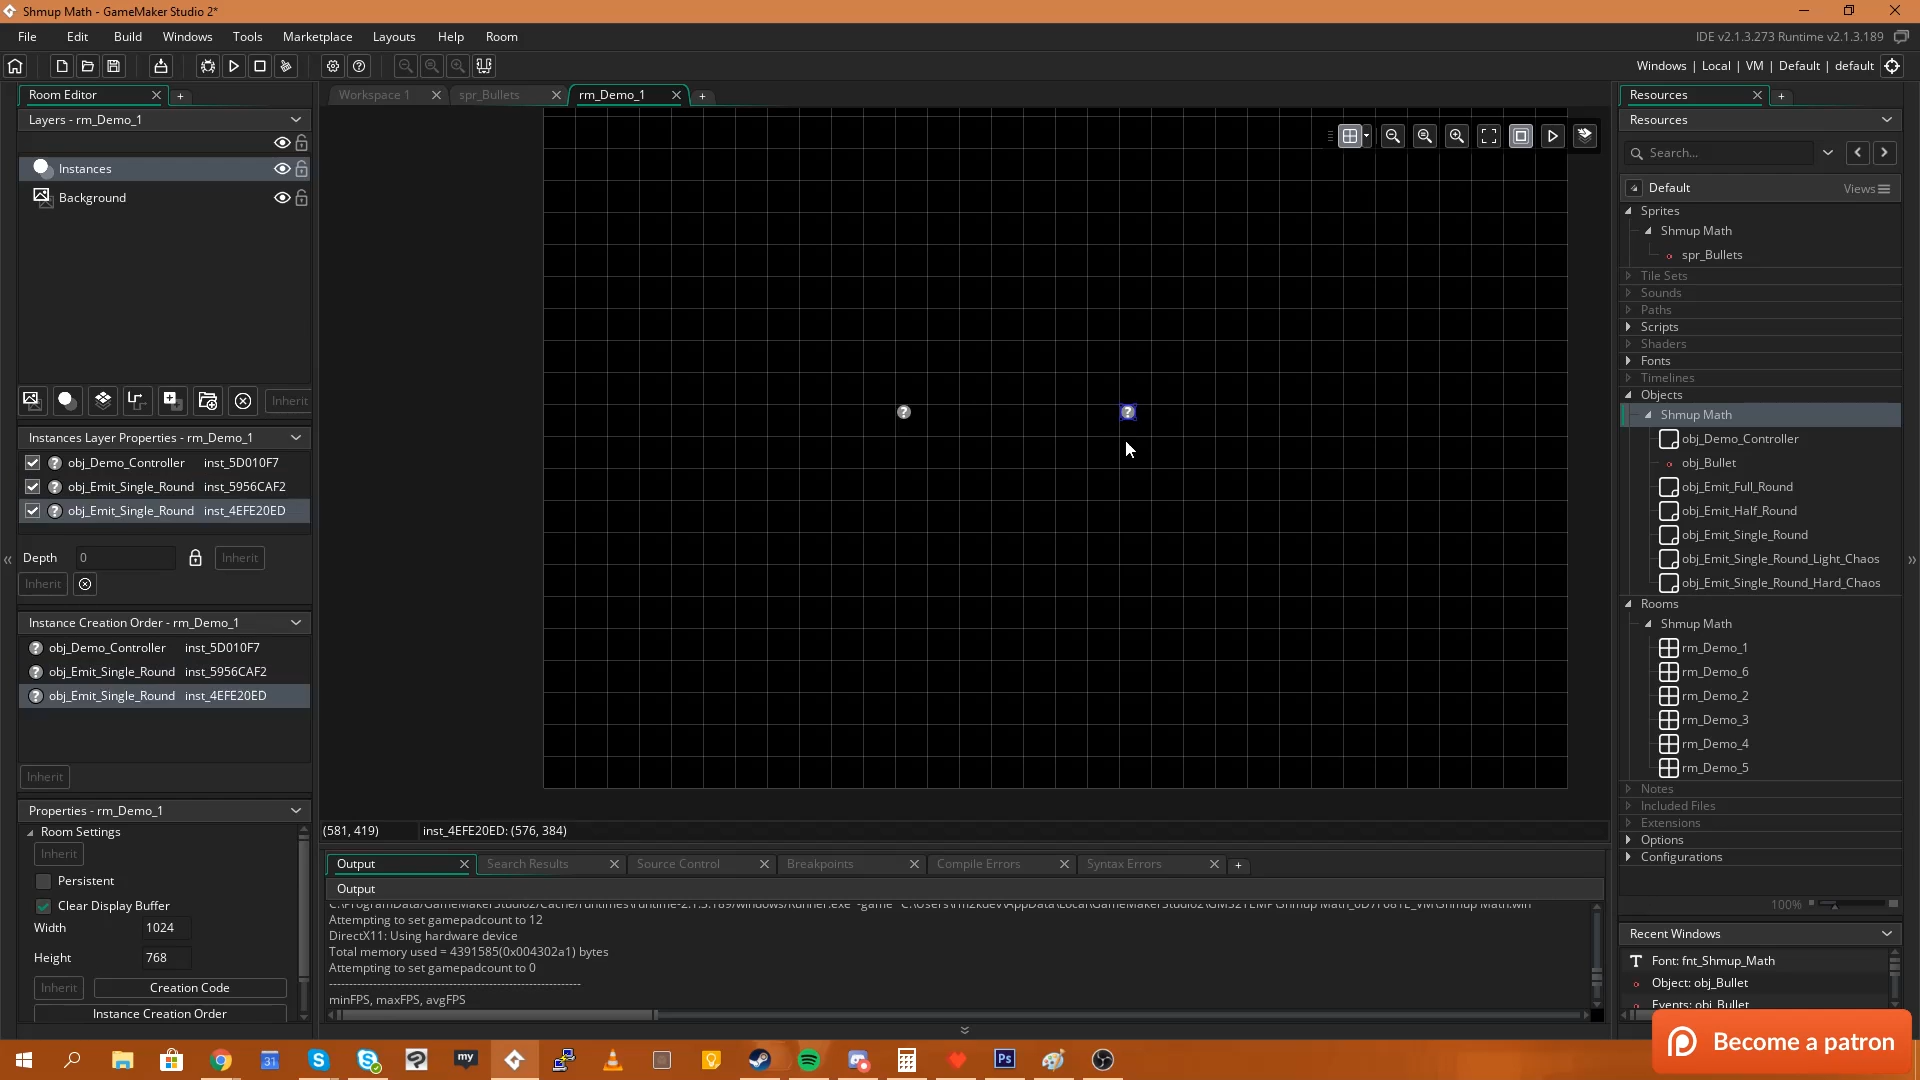 Shmup Math - GameMaker Studio 2*
File Edit Build Windows Tools Marketplace Layouts Help Room
IDE v2.1.3.273 Runtime v2.1.3.189
Windows | Local | VM | Default | default
Room Editor
Workspace 1
spr_Bullets
rm_Demo_1
Resources
Layers - rm_Demo_1
Resources
Search...
Instances
Background
Default
Views
Sprites
Shmup Math
spr_Bullets
Tile Sets
Sounds
Paths
Scripts
Shaders
Fonts
Timelines
Objects
Shmup Math
obj_Demo_Controller
obj_Bullet
obj_Emit_Full_Round
obj_Emit_Half_Round
obj_Emit_Single_Round
obj_Emit_Single_Round_Light_Chaos
obj_Emit_Single_Round_Hard_Chaos
Rooms
Shmup Math
rm_Demo_1
rm_Demo_6
rm_Demo_2
rm_Demo_3
rm_Demo_4
rm_Demo_5
Notes
Included Files
Extensions
Options
Configurations
100%
Inherit
Instances Layer Properties - rm_Demo_1
obj_Demo_Controller inst_5D010F7
obj_Emit_Single_Round inst_5956CAF2
obj_Emit_Single_Round inst_4EFE20ED
Depth 0 Inherit
Inherit
Instance Creation Order - rm_Demo_1
obj_Demo_Controller inst_5D010F7
obj_Emit_Single_Round inst_5956CAF2
obj_Emit_Single_Round inst_4EFE20ED
Inherit
Properties - rm_Demo_1
Room Settings
Inherit
Persistent
Clear Display Buffer
Width 1024
Height 768
Inherit Creation Code
Instance Creation Order
(581, 419) inst_4EFE20ED: (576, 384)
Output Search Results Source Control Breakpoints Compile Errors Syntax Errors
Output
Attempting to set gamepadcount to 12
DirectX11: Using hardware device
Total memory used = 4391585(0x004302a1) bytes
Attempting to set gamepadcount to 0
minFPS, maxFPS, avgFPS
Recent Windows
Font: fnt_Shmup_Math
Object: obj_Bullet
Events: obj_Bullet
Become a patron
31
my
Ps